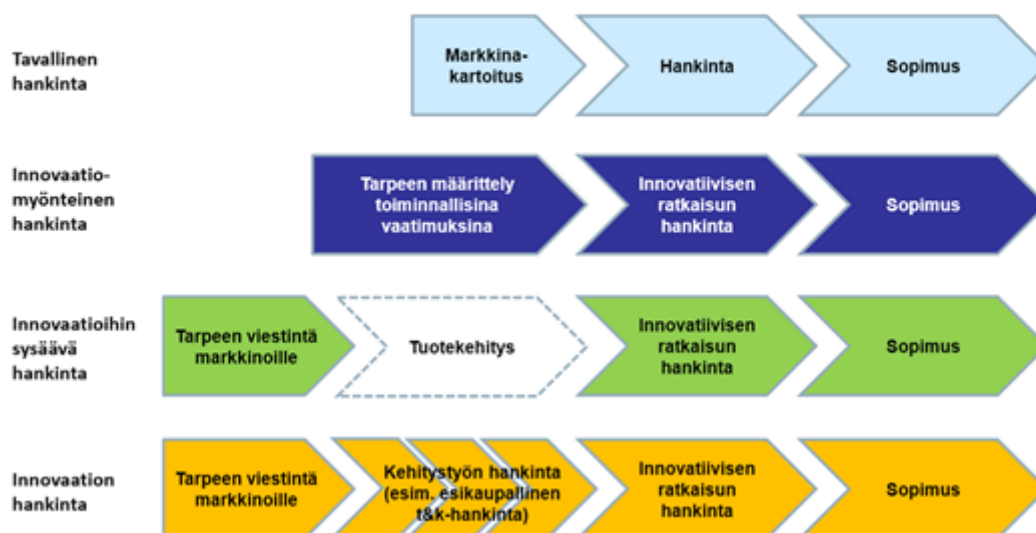 Tavallinen
hankinta
Markkina-
kartoitus
Hankinta
Sopimus
Innovaatio-
myönteinen
hankinta
Tarpeen määrittely
toiminnallisina
vaatimuksina
Innovatiivisen
ratkaisun
hankinta
Sopimus
Innovaatioihin
sysäävä
hankinta
Tarpeen viestintä
markkinoille
Tuotekehitys
Innovatiivisen
ratkaisun
hankinta
Sopimus
Innovaation
hankinta
Tarpeen viestintä
markkinoille
Kehitystyön hankinta
(esim. esikaupallinen
t&k-hankinta)
Innovatiivisen
ratkaisun
hankinta
Sopimus